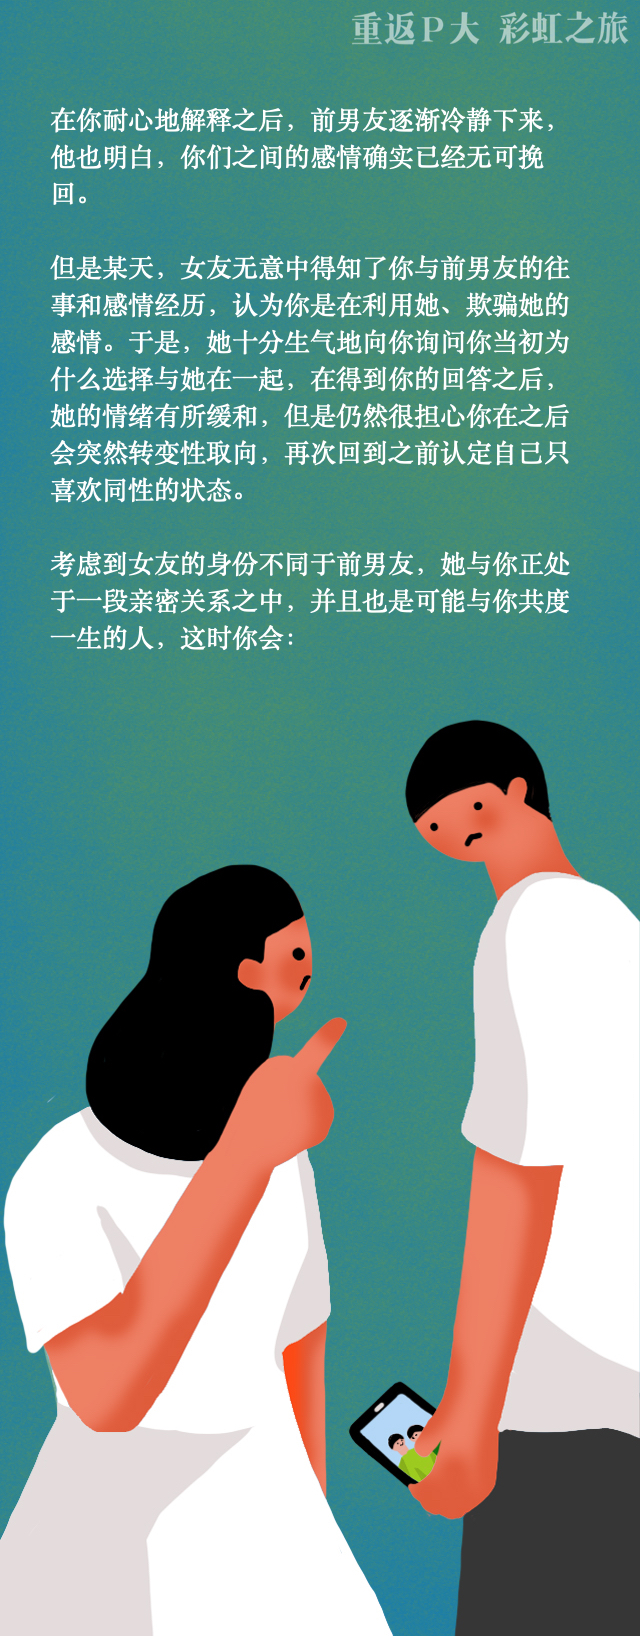 重返P大 彩虹之旅
在你耐心地解释之后，前男友逐渐冷静下来，
他也明白，你们之间的感情确实已经无可挽
回。
但是某天，女友无意中得知了你与前男友的往
事和感情经历，认为你是在利用她、欺骗她的
感情。于是，她十分生气地向你询问你当初为
什么选择与她在一起，在得到你的回答之后，
她的情绪有所缓和，但是仍然很担心你在之后
会突然转变性取向，再次回到之前认定自己只
喜欢同性的状态。
考虑到女友的身份不同于前男友，她与你正处
于一段亲密关系之中，并且也是可能与你共度
一生的人，这时你会：